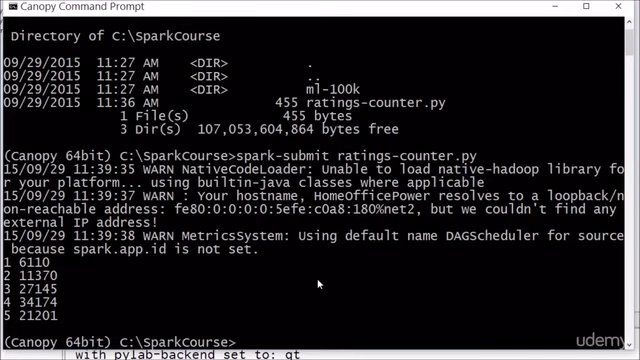 Canopy Command Prompt
Directory of C:\SparkCourse
09/29/2015 11:27 AM <DIR> .
09/29/2015 11:27 AM <DIR> ..
09/29/2015 11:27 AM <DIR> ml-100k
09/29/2015 11:36 AM 455 ratings-counter.py
1 File(s) 455 bytes
3 Dir(s) 107,053,604,864 bytes free
(Canopy 64bit) C:\SparkCourse>spark-submit ratings-counter.py
15/09/29 11:39:35 WARN NativeCodeLoader: Unable to load native-hadoop library fo
r your platform... using builtin-java classes where applicable
15/09/29 11:39:37 WARN : Your hostname, HomeOfficePower resolves to a loopback/n
on-reachable address: fe80:0:0:0:0:5efe:c0a8:180%net2, but we couldn't find any
external IP address!
15/09/29 11:39:38 WARN MetricsSystem: Using default name DAGScheduler for source
because spark.app.id is not set.
1 6110
2 11370
3 27145
4 34174
5 21201
(Canopy 64bit) C:\SparkCourse>
udemy
with pylab-backend set to: qt